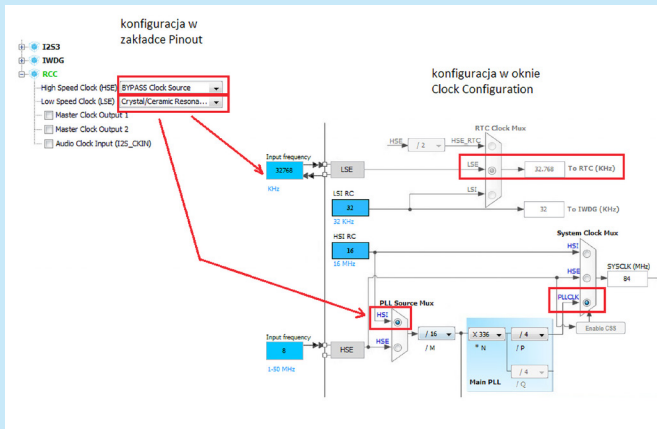 konfiguracja w
zakładce Pinout
I2S3
IWDG
RCC
High Speed Clock (HSE) BYPASS Clock Source
Low Speed Clock (LSE) Crystal/Ceramic Resona...
Master Clock Output 1
Master Clock Output 2
Audio Clock Input (I2S_CKIN)
konfiguracja w oknie
Clock Configuration
RTC Clock Mux
HSE
/ 2
HSE_RTC
Input frequency
32.768
KHz
LSE
LSE
32.768
To RTC (KHz)
LSI RC
LSI
32
32 KHz
32
To IWDG (KHz)
HSI RC
16
16 MHz
System Clock Mux
HSI
HSE
SYSCLK (MHz)
84
PLLCLK
Enable CSS
PLL Source Mux
HSI
/ 16
/ M
X 336
* N
/ 4
/ P
Input frequency
8
1-50 MHz
HSE
HSE
/ 4
/ Q
Main PLL